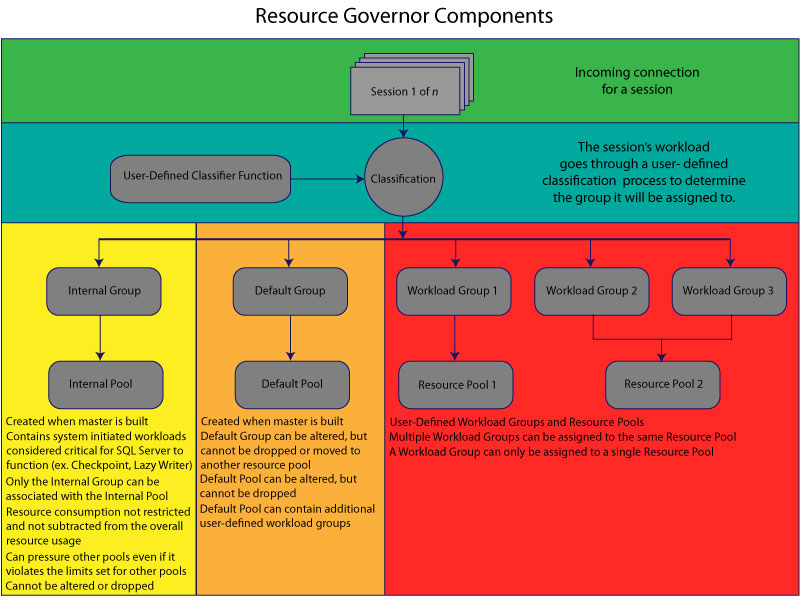 Resource Governor Components
Session 1 of n
Incoming connection
for a session
User-Defined Classifier Function
Classification
The session's workload
goes through a user- defined
classification process to determine
the group it will be assigned to.
Internal Group
Default Group
Workload Group 1
Workload Group 2
Workload Group 3
Internal Pool
Default Pool
Resource Pool 1
Resource Pool 2
Created when master is built
Contains system initiated workloads
considered critical for SQL Server to
function (ex. Checkpoint, Lazy Writer)
Only the Internal Group can be
associated with the Internal Pool
Resource consumption not restricted
and not subtracted from the overall
resource usage
Can pressure other pools even if it
violates the limits set for other pools
Cannot be altered or dropped
Created when master is built
Default Group can be altered, but
cannot be dropped or moved to
another resource pool
Default Pool can be altered, but
cannot be dropped
Default Pool can contain additional
user-defined workload groups
User-Defined Workload Groups and Resource Pools
Multiple Workload Groups can be assigned to the same Resource Pool
A Workload Group can only be assigned to a single Resource Pool